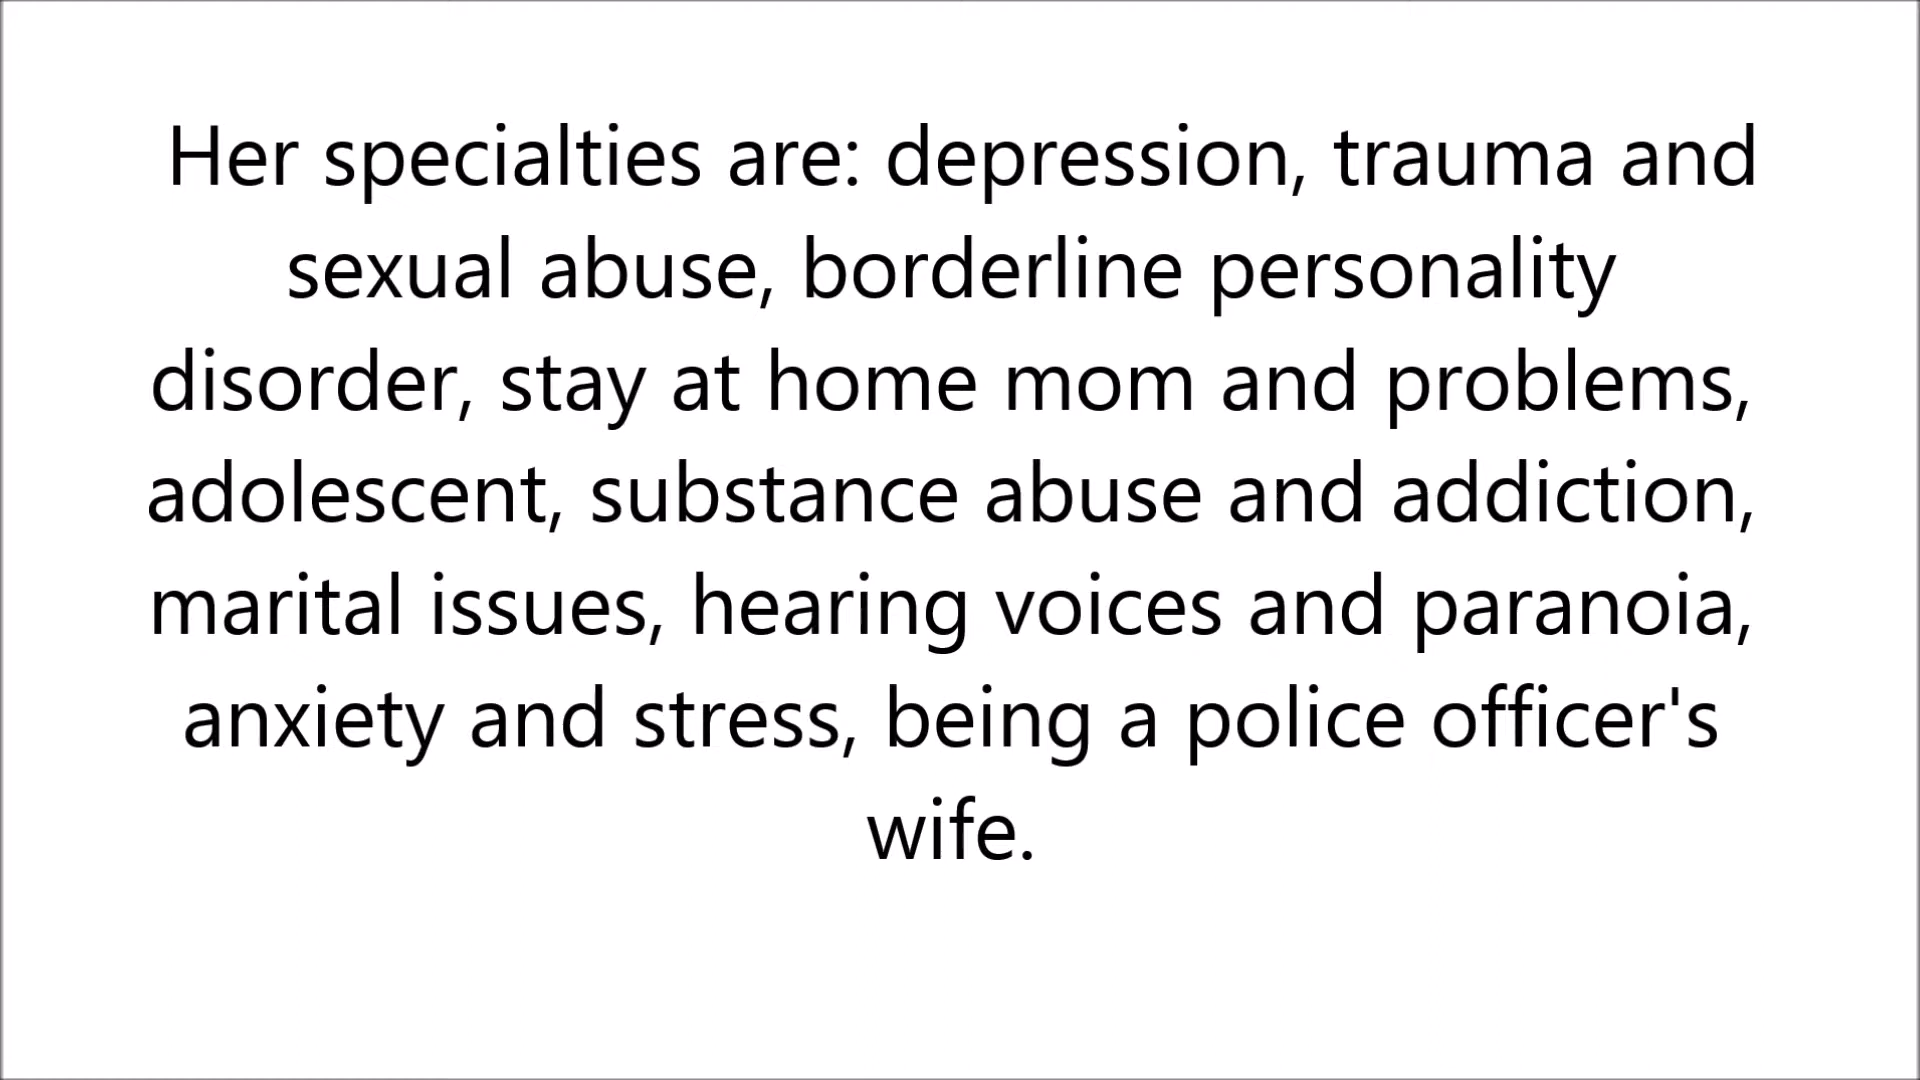 Her specialties are: depression, trauma and
sexual abuse, borderline personality
disorder, stay at home mom and problems,
adolescent, substance abuse and addiction,
marital issues, hearing voices and paranoia,
anxiety and stress, being a police officer's
wife.